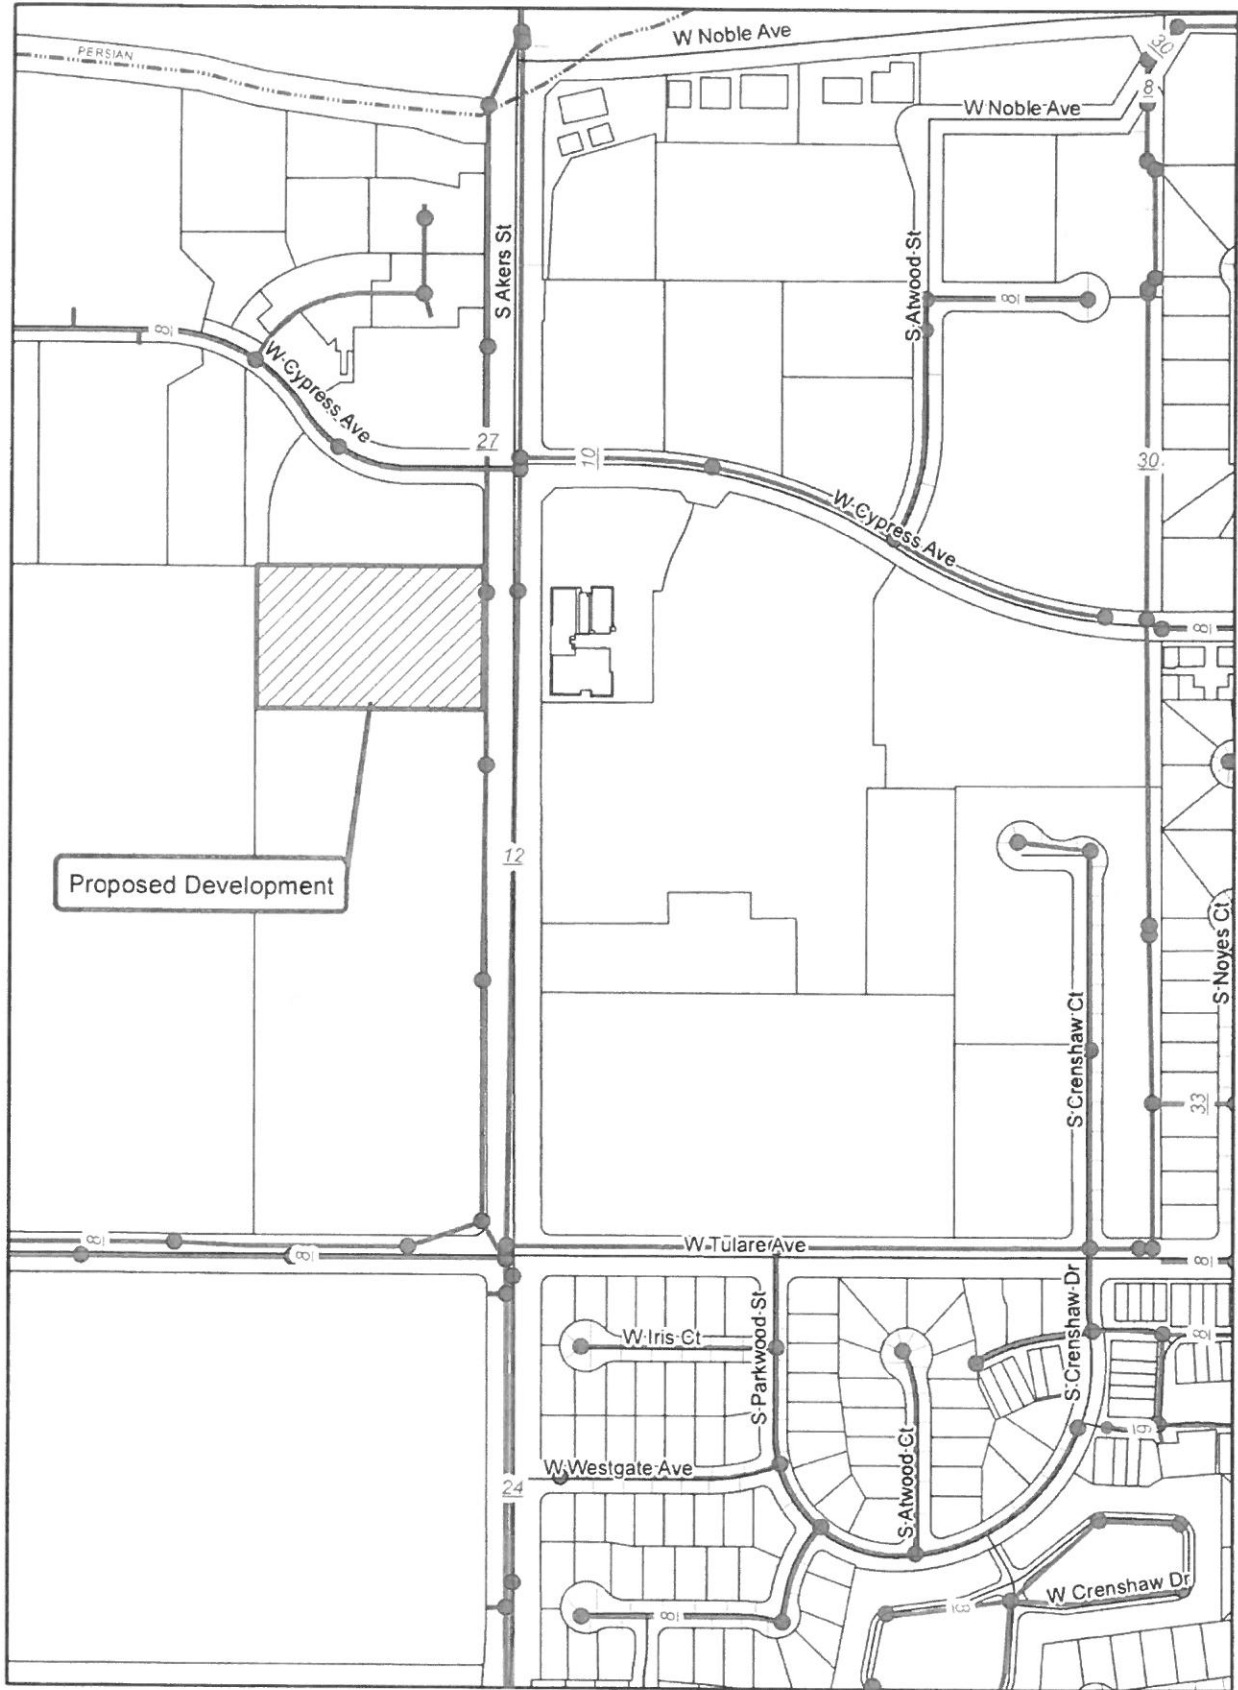 W Noble Ave
30
PERSIAN
8
W Noble Ave
S Akers St
S Atwood St
8
8
W Cypress Ave
27
10
30
W Cypress Ave
8
12
Proposed Development
S Noyes Ct
S Crenshaw Ct
33
8
8
W Tulare Ave
8
S Crenshaw Dr
W Iris Ct
S Parkwood St
8
S Atwood Ct
6
W Westgate Ave
24
W Crenshaw Dr
8
8